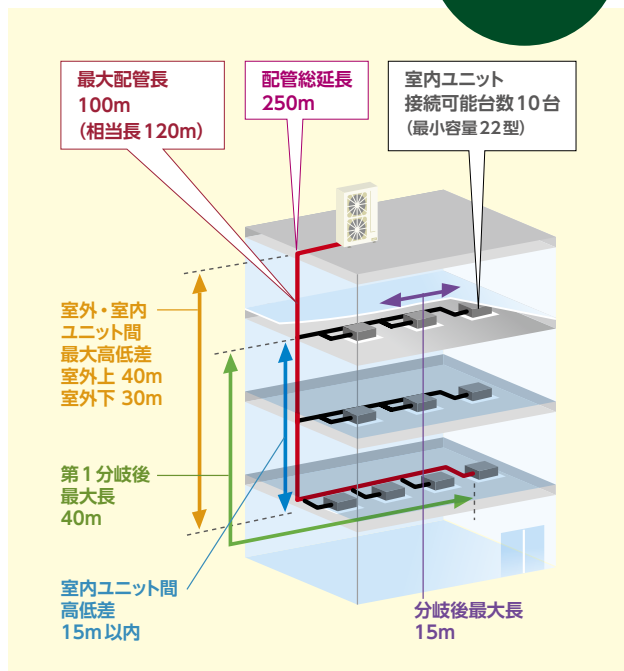 最大配管長
100m
（相当長120m）
配管総延長
250m
室内ユニット
接続可能台数10台
（最小容量22型）
室外・室内
ユニット間
最大高低差
室外上 40m
室外下 30m
第1分岐後
最大長
40m
室内ユニット間
高低差
15m以内
分岐後最大長
15m